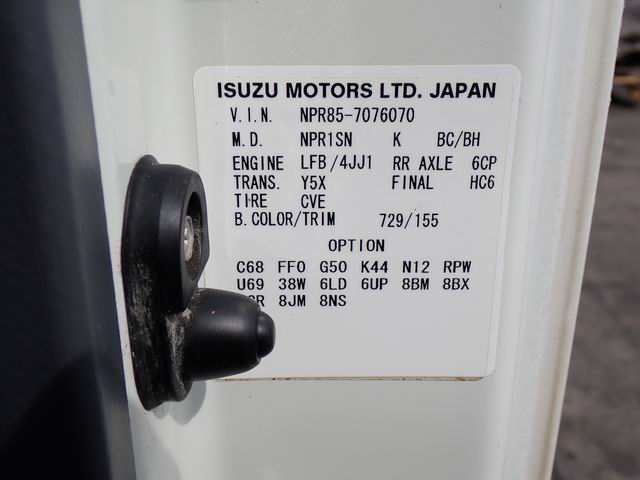 ISUZU MOTORS LTD. JAPAN
V.I.N. NPR85-7076070
M.D. NPR1SN K BC/BH
ENGINE LFB/4JJ1 RR AXLE 6CP
TRANS. Y5X FINAL HC6
TIRE CVE
B.COLOR/TRIM 729/155
OPTION
C68 FF0 G50 K44 N12 RPW
U69 38W 6LD 6UP 8BM 8BX
8JM 8NS